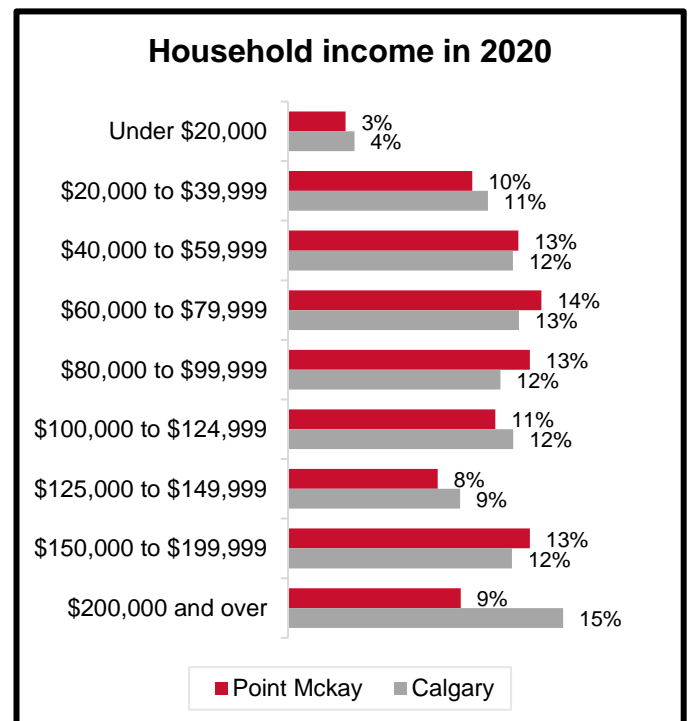 Household income in 2020
Under $20,000
3%
4%
$20,000 to $39,999
10%
11%
$40,000 to $59,999
13%
12%
$60,000 to $79,999
14%
13%
$80,000 to $99,999
13%
12%
$100,000 to $124,999
11%
12%
$125,000 to $149,999
8%
9%
$150,000 to $199,999
13%
12%
$200,000 and over
9%
15%
Point Mckay Calgary